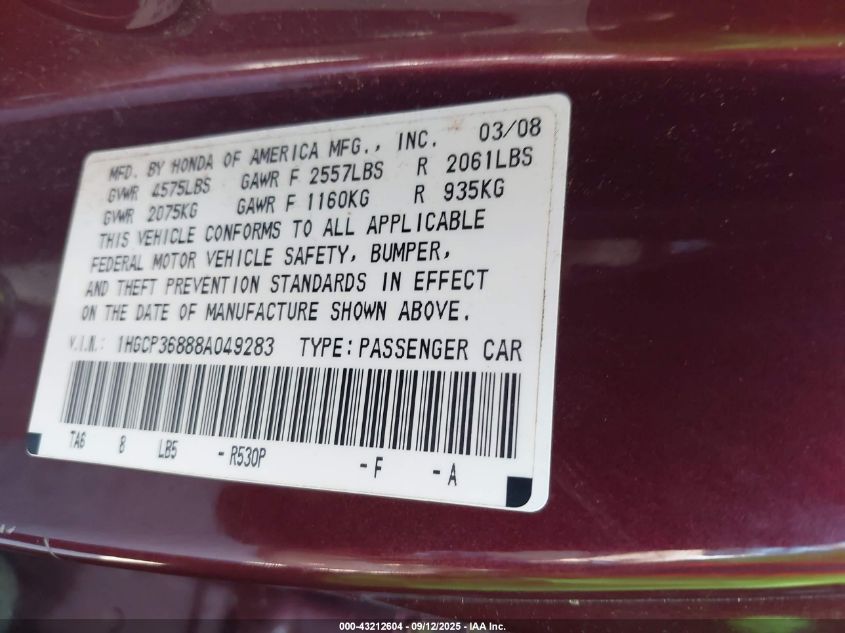 MFD. BY HONDA OF AMERICA MFG., INC. 03/08
GVWR 4575LBS GAWR F 2557LBS R 2061LBS
GVWR 2075KG GAWR F 1160KG R 935KG
THIS VEHICLE CONFORMS TO ALL APPLICABLE
FEDERAL MOTOR VEHICLE SAFETY, BUMPER,
AND THEFT PREVENTION STANDARDS IN EFFECT
ON THE DATE OF MANUFACTURE SHOWN ABOVE.
V.I.N.: 1HGCP36888A049283 TYPE: PASSENGER CAR
TA6 8 LB5 - R530P - F - A
000-43212604 - 09/12/2025 - IAA Inc.